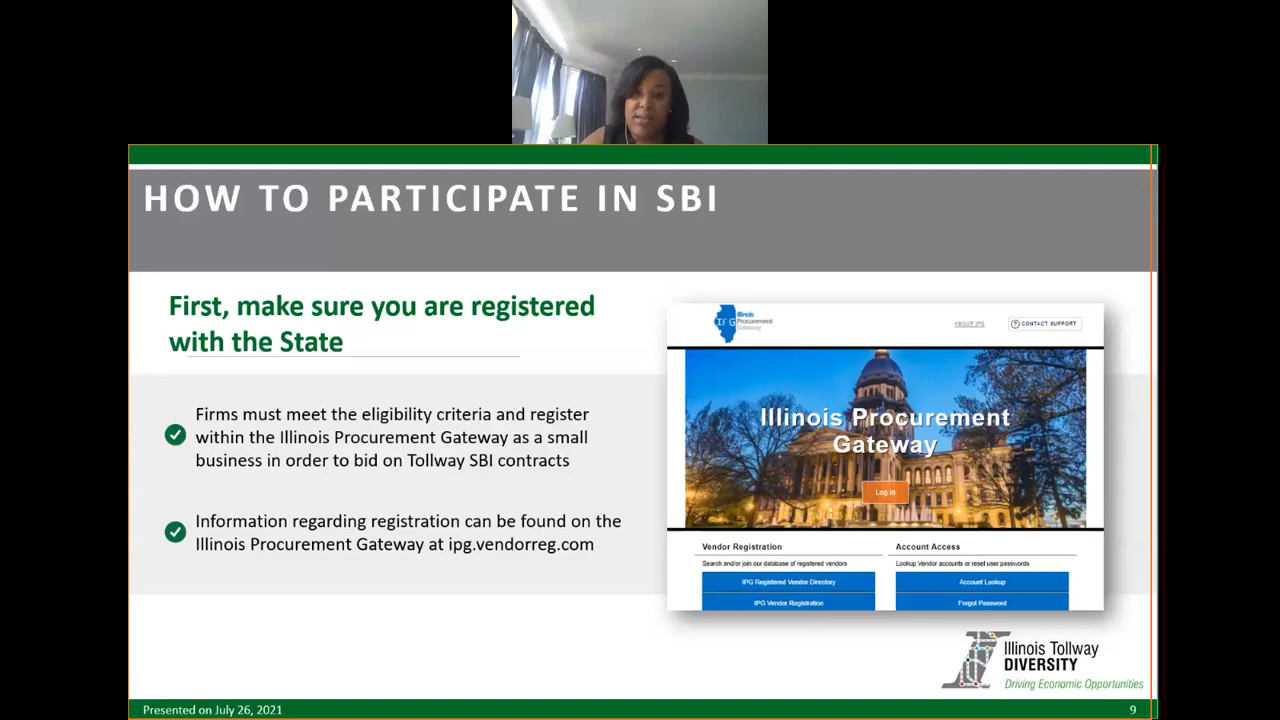 HOW TO PARTICIPATE IN SBI
First, make sure you are registered
with the State
Firms must meet the eligibility criteria and register
within the Illinois Procurement Gateway as a small
business in order to bid on Tollway SBI contracts
Information regarding registration can be found on the
Illinois Procurement Gateway at ipg.vendorreg.com
IPG
Illinois
Procurement
Gateway
ABOUT IPG
? CONTACT SUPPORT
Illinois Procurement
Gateway
Log In
Vendor Registration
Search and/or join our database of registered vendors
IPG Registered Vendor Directory
IPG Vendor Registration
Account Access
Lookup Vendor accounts or reset user passwords
Account Lookup
Forgot Password
Illinois Tollway
DIVERSITY
Driving Economic Opportunities
Presented on July 26, 2021
9